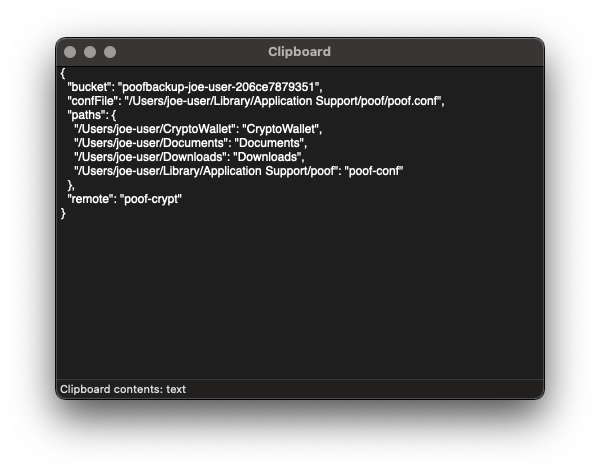 Clipboard
{
  "bucket": "poofbackup-joe-user-206ce7879351",
  "confFile": "/Users/joe-user/Library/Application Support/poof/poof.conf",
  "paths": {
    "/Users/joe-user/CryptoWallet": "CryptoWallet",
    "/Users/joe-user/Documents": "Documents",
    "/Users/joe-user/Downloads": "Downloads",
    "/Users/joe-user/Library/Application Support/poof": "poof-conf"
  },
  "remote": "poof-crypt"
}
Clipboard contents: text